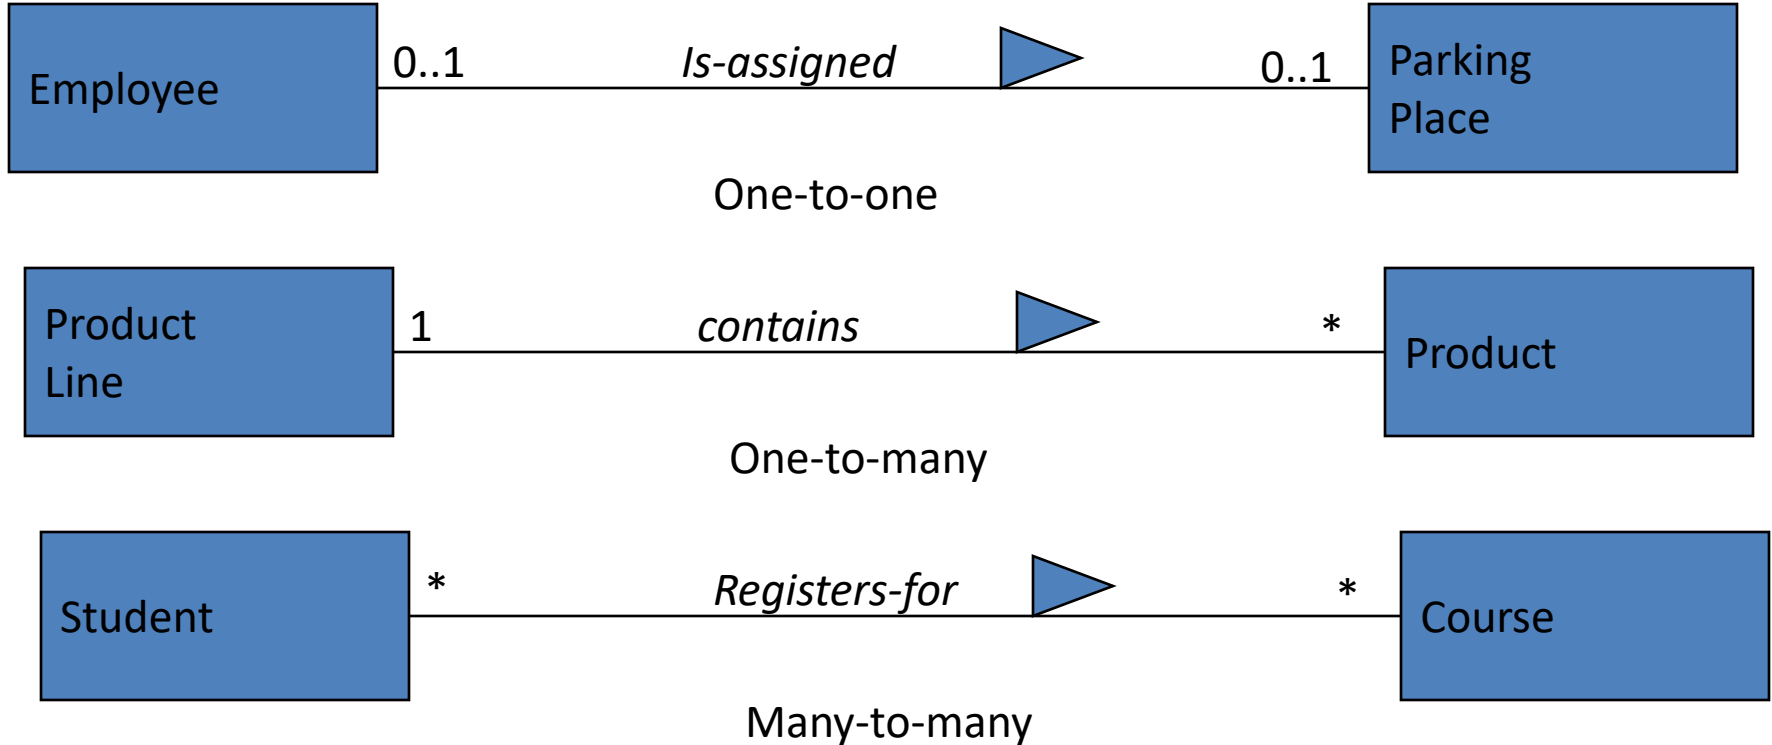 Employee
0..1
Is-assigned
0..1
Parking
Place
One-to-one
Product
Line
1
contains
*
Product
One-to-many
Student
*
Registers-for
*
Course
Many-to-many